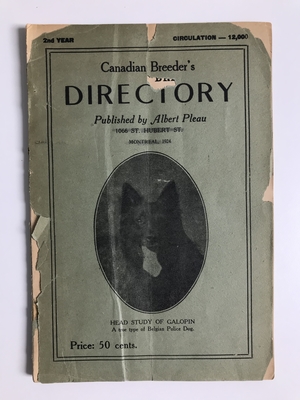 2nd YEAR CIRCULATION — 12,000
Canadian Breeder's
DIRECTORY
Published by Albert Pleau
1066 ST. HUBERT ST.
MONTREAL, 1924
HEAD STUDY OF GALOPIN
A true type of Belgian Police Dog.
Price: 50 cents.